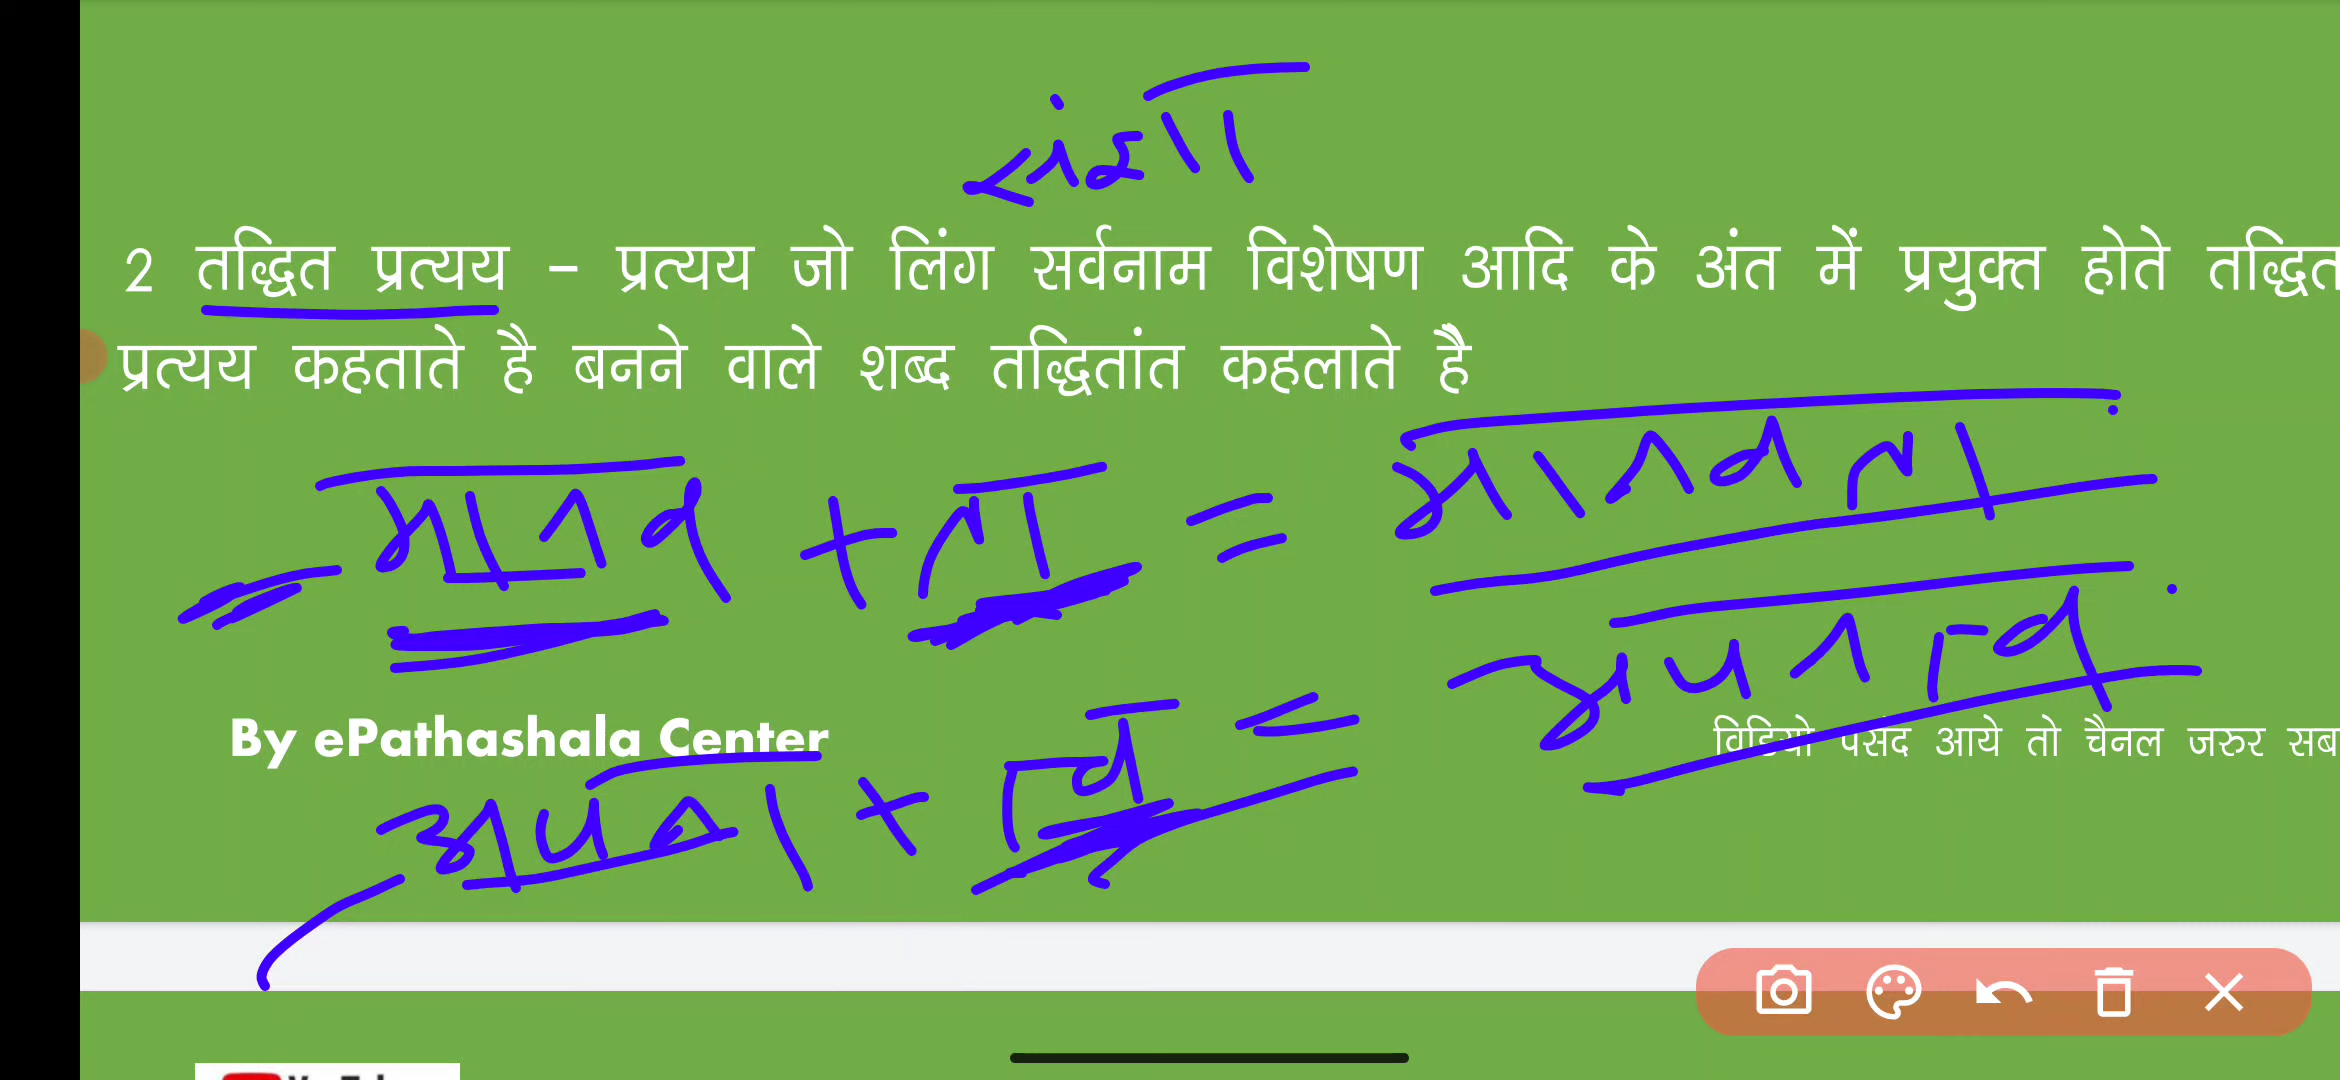 संज्ञा
2 तद्धित प्रत्यय – प्रत्यय जो लिंग सर्वनाम विशेषण आदि के अंत में प्रयुक्त होते तद्धित
प्रत्यय कहताते है बनने वाले शब्द तद्धितांत कहलाते है
मानव + ता = मानवता
By ePathashala Center
विडियो पसंद आये तो चैनल जरुर सब
अपना + त्व = अपनत्व